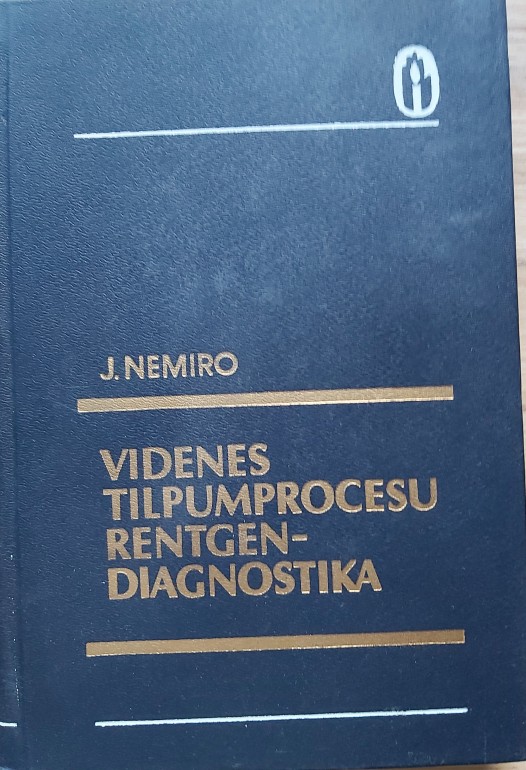 J. NEMIRO
VIDENES
TILPUMPROCESU
RENTGEN-
DIAGNOSTIKA